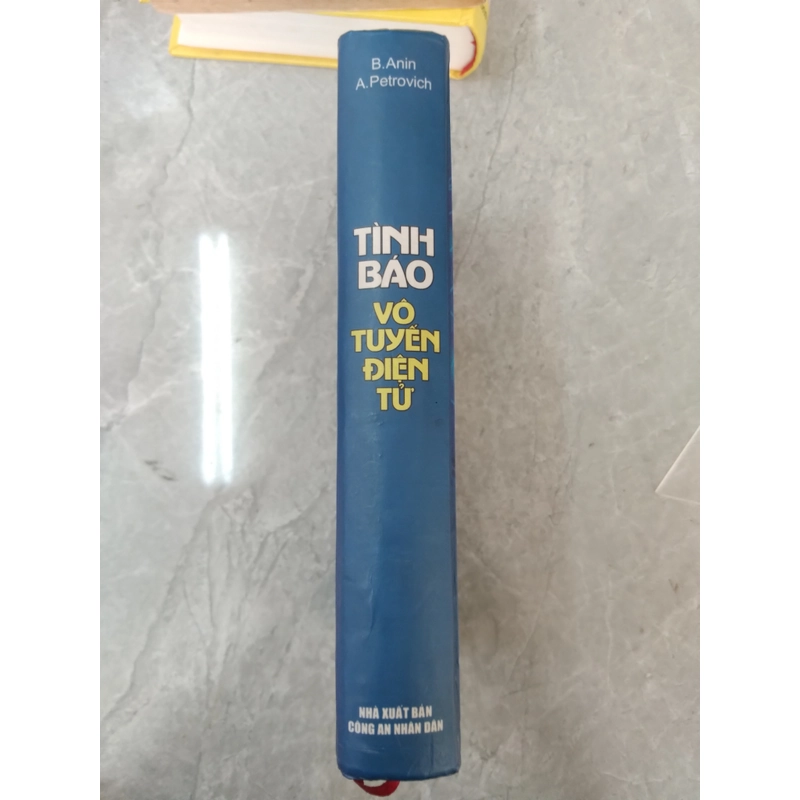 B.Anin
A.Petrovich
TÌNH
BÁO
VÔ
TUYẾN
ĐIỆN
TỬ
NHÀ XUẤT BẢN
CÔNG AN NHÂN DÂN